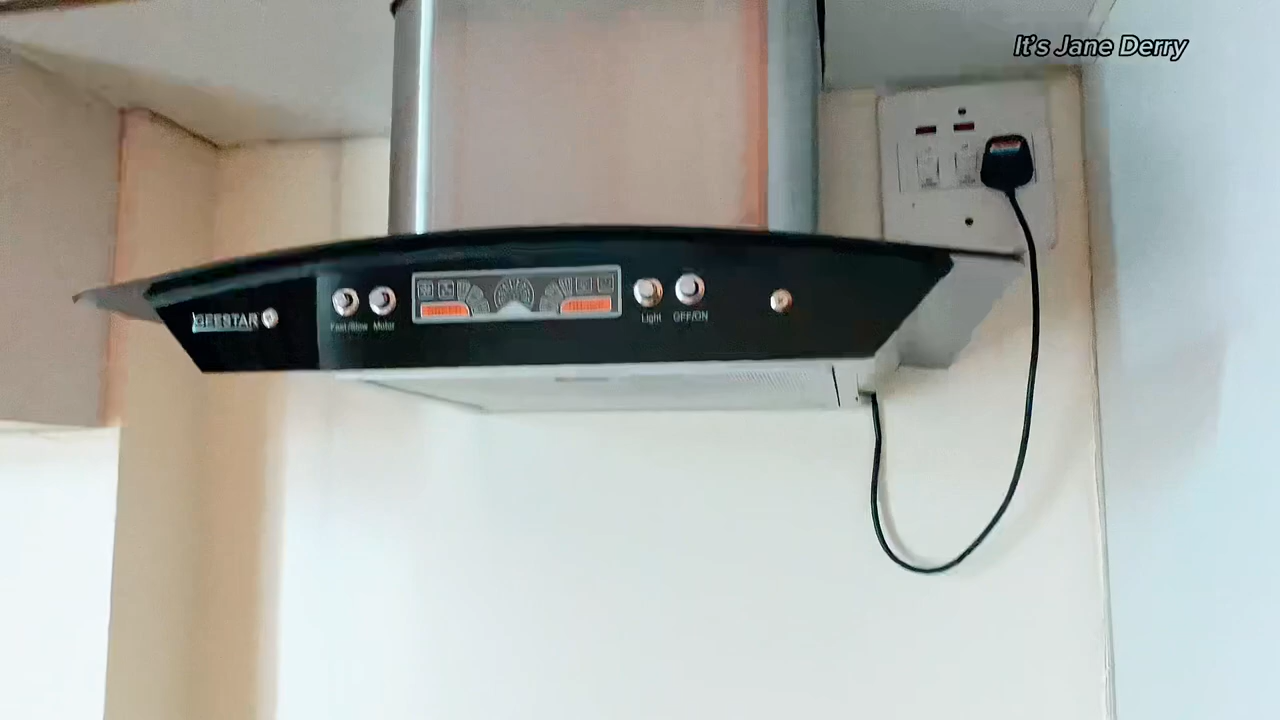 It's Jane Derry
GEESTAR
Fast/Slow
Motor
Light
OFF/ON